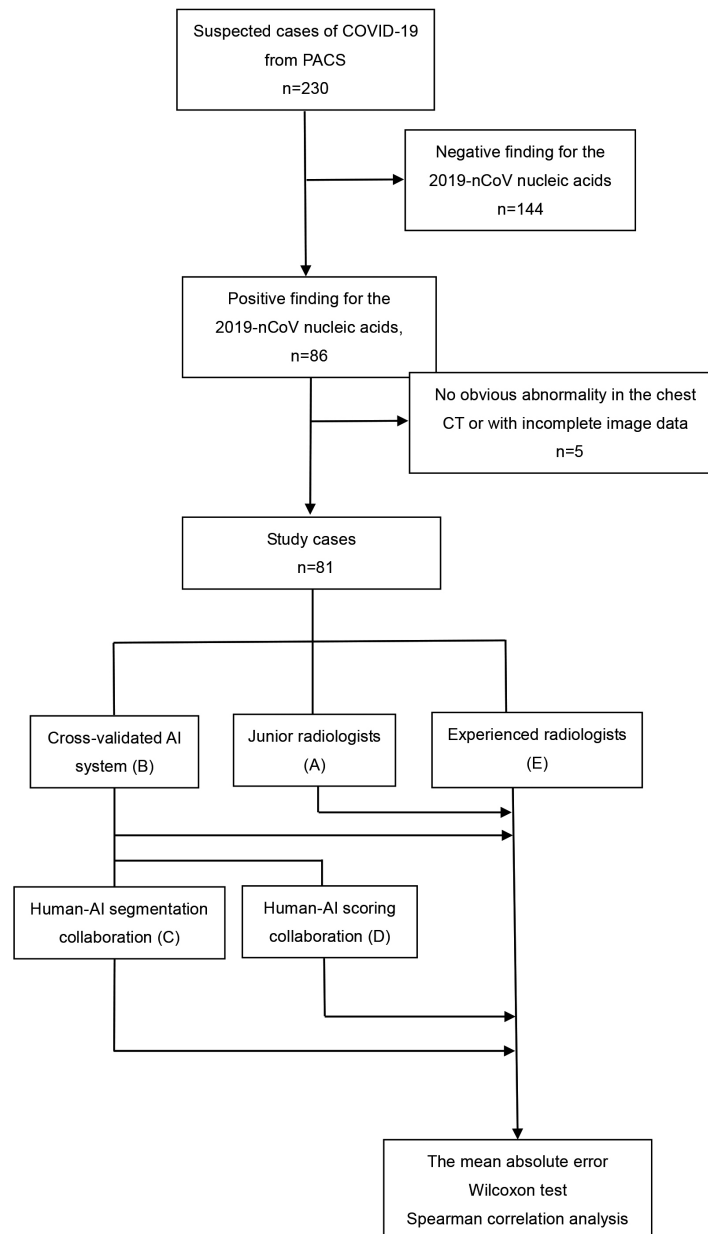 Suspected cases of COVID-19
from PACS
n=230
Negative finding for the
2019-nCoV nucleic acids
n=144
Positive finding for the
2019-nCoV nucleic acids,
n=86
No obvious abnormality in the chest
CT or with incomplete image data
n=5
Study cases
n=81
Cross-validated AI
system (B)
Junior radiologists
(A)
Experienced radiologists
(E)
Human-AI segmentation
collaboration (C)
Human-AI scoring
collaboration (D)
The mean absolute error
Wilcoxon test
Spearman correlation analysis